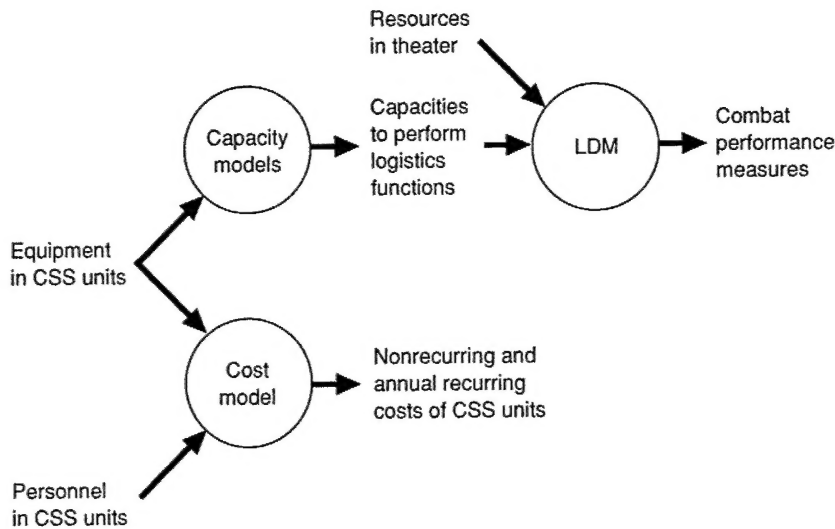 Resources
in theater
Capacity
models
Capacities
to perform
logistics
functions
LDM
Combat
performance
measures
Equipment
in CSS units
Cost
model
Nonrecurring and
annual recurring
costs of CSS units
Personnel
in CSS units